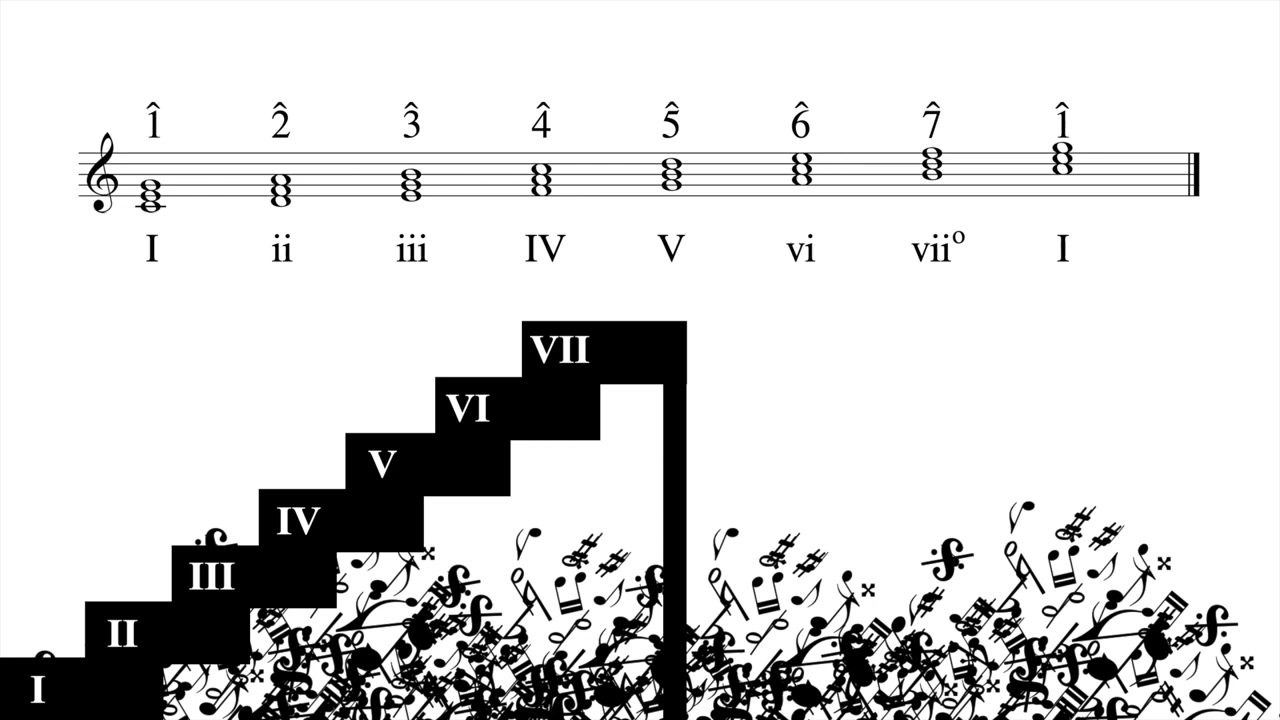 1̂ 2̂ 3̂ 4̂ 5̂ 6̂ 7̂ 1̂
I ii iii IV V vi viiº I
VII
VI
V
IV
III
II
I